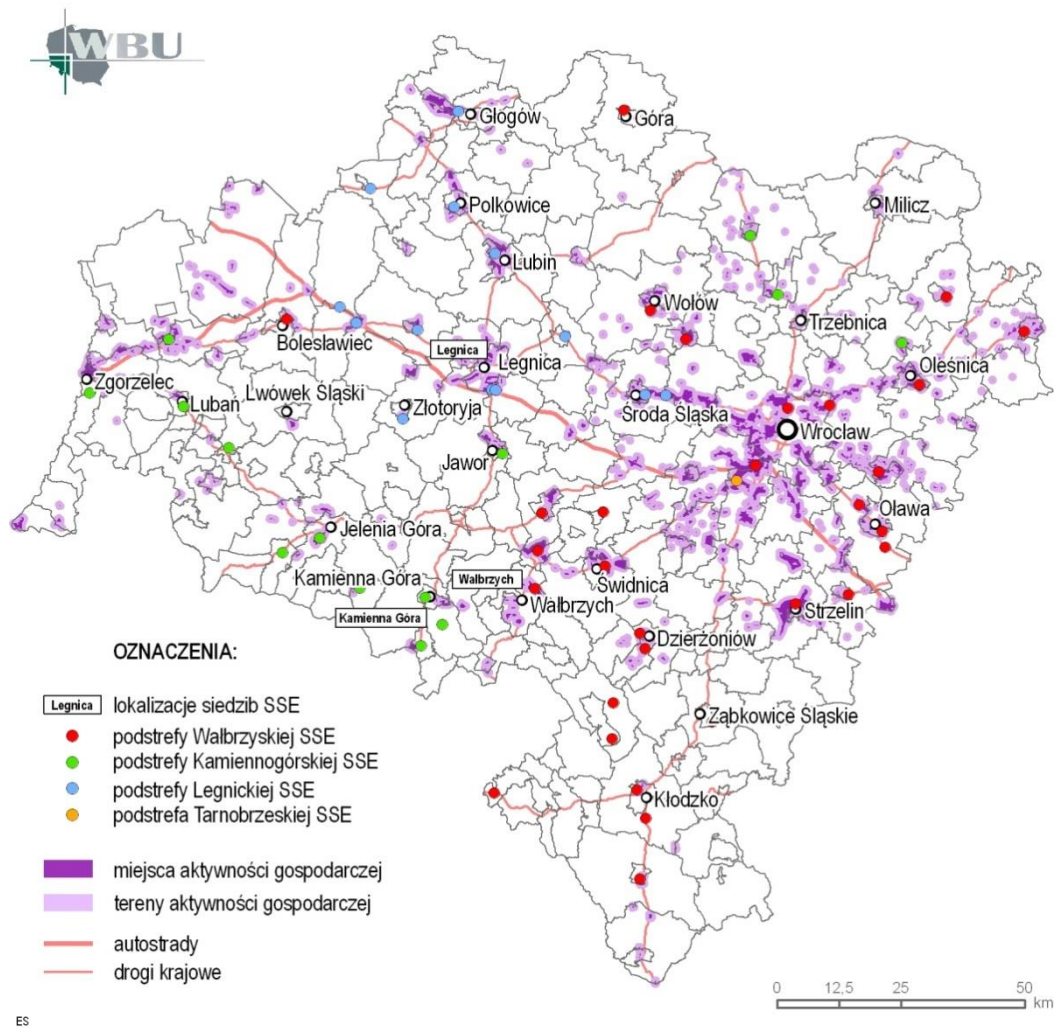 WBU
Głogów
Góra
Polkowice
Milicz
Lubin
Wołów
Trzebnica
Bolesławiec
Legnica
Legnica
Oleśnica
Zgorzelec
Lubań
Lwówek Śląski
Złotoryja
Środa Śląska
Wrocław
Jawor
Oława
Jelenia Góra
Kamienna Góra
Wałbrzych
Świdnica
Wałbrzych
Kamienna Góra
Strzelin
Dzierżoniów
OZNACZENIA:
Legnica lokalizacje siedzib SSE
podstrefy Wałbrzyskiej SSE
podstrefy Kamiennogórskiej SSE
podstrefy Legnickiej SSE
podstrefa Tarnobrzeskiej SSE
Ząbkowice Śląskie
Kłodzko
miejsca aktywności gospodarczej
tereny aktywności gospodarczej
autostrady
drogi krajowe
0 12,5 25 50
km
ES